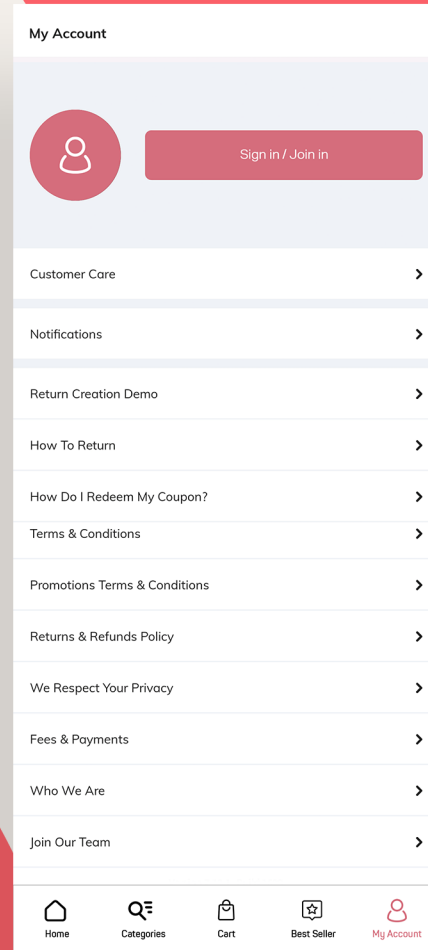 My Account
Sign in / Join in
Customer Care
Notifications
Return Creation Demo
How To Return
How Do I Redeem My Coupon?
Terms & Conditions
Promotions Terms & Conditions
Returns & Refunds Policy
We Respect Your Privacy
Fees & Payments
Who We Are
Join Our Team
Home
Categories
Cart
Best Seller
My Account